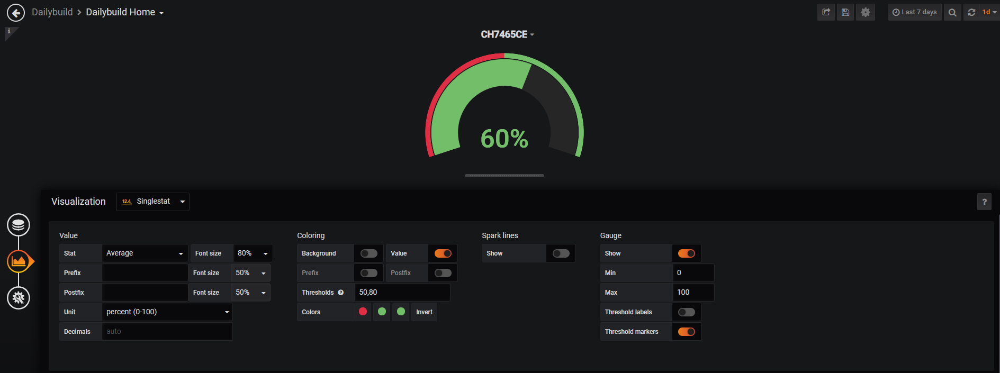 Dailybuild > Dailybuild Home
Last 7 days
1d
i
CH7465CE
60%
Visualization
12.4 Singlestat
?
Value
Coloring
Spark lines
Gauge
Stat Average Font size 80%
Background Value
Show
Show
Prefix Font size 50%
Prefix Postfix
Min 0
Postfix Font size 50%
Thresholds ? 50,80
Max 100
Unit percent (0-100)
Colors Invert
Threshold labels
Decimals auto
Threshold markers